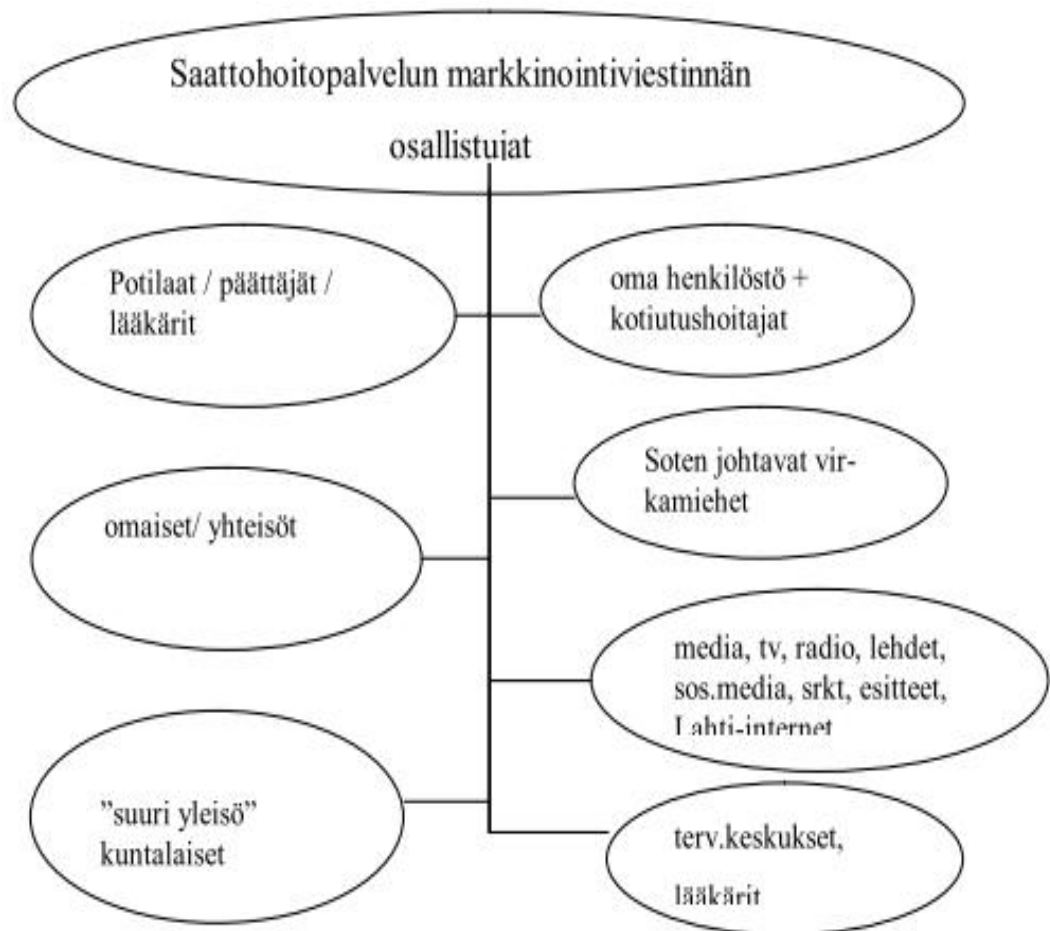 Saattohoitopalvelun markkinointiviestinnän
osallistujat
Potilaat / päättäjät /
lääkärit
oma henkilöstö +
kotiutushoitajat
Soten johtavat vir-
kamiehet
omaiset/ yhteisöt
media, tv, radio, lehdet,
sos.media, srkt, esitteet,
Lahti-internet
”suuri yleisö”
kuntalaiset
terv.keskukset,
lääkärit